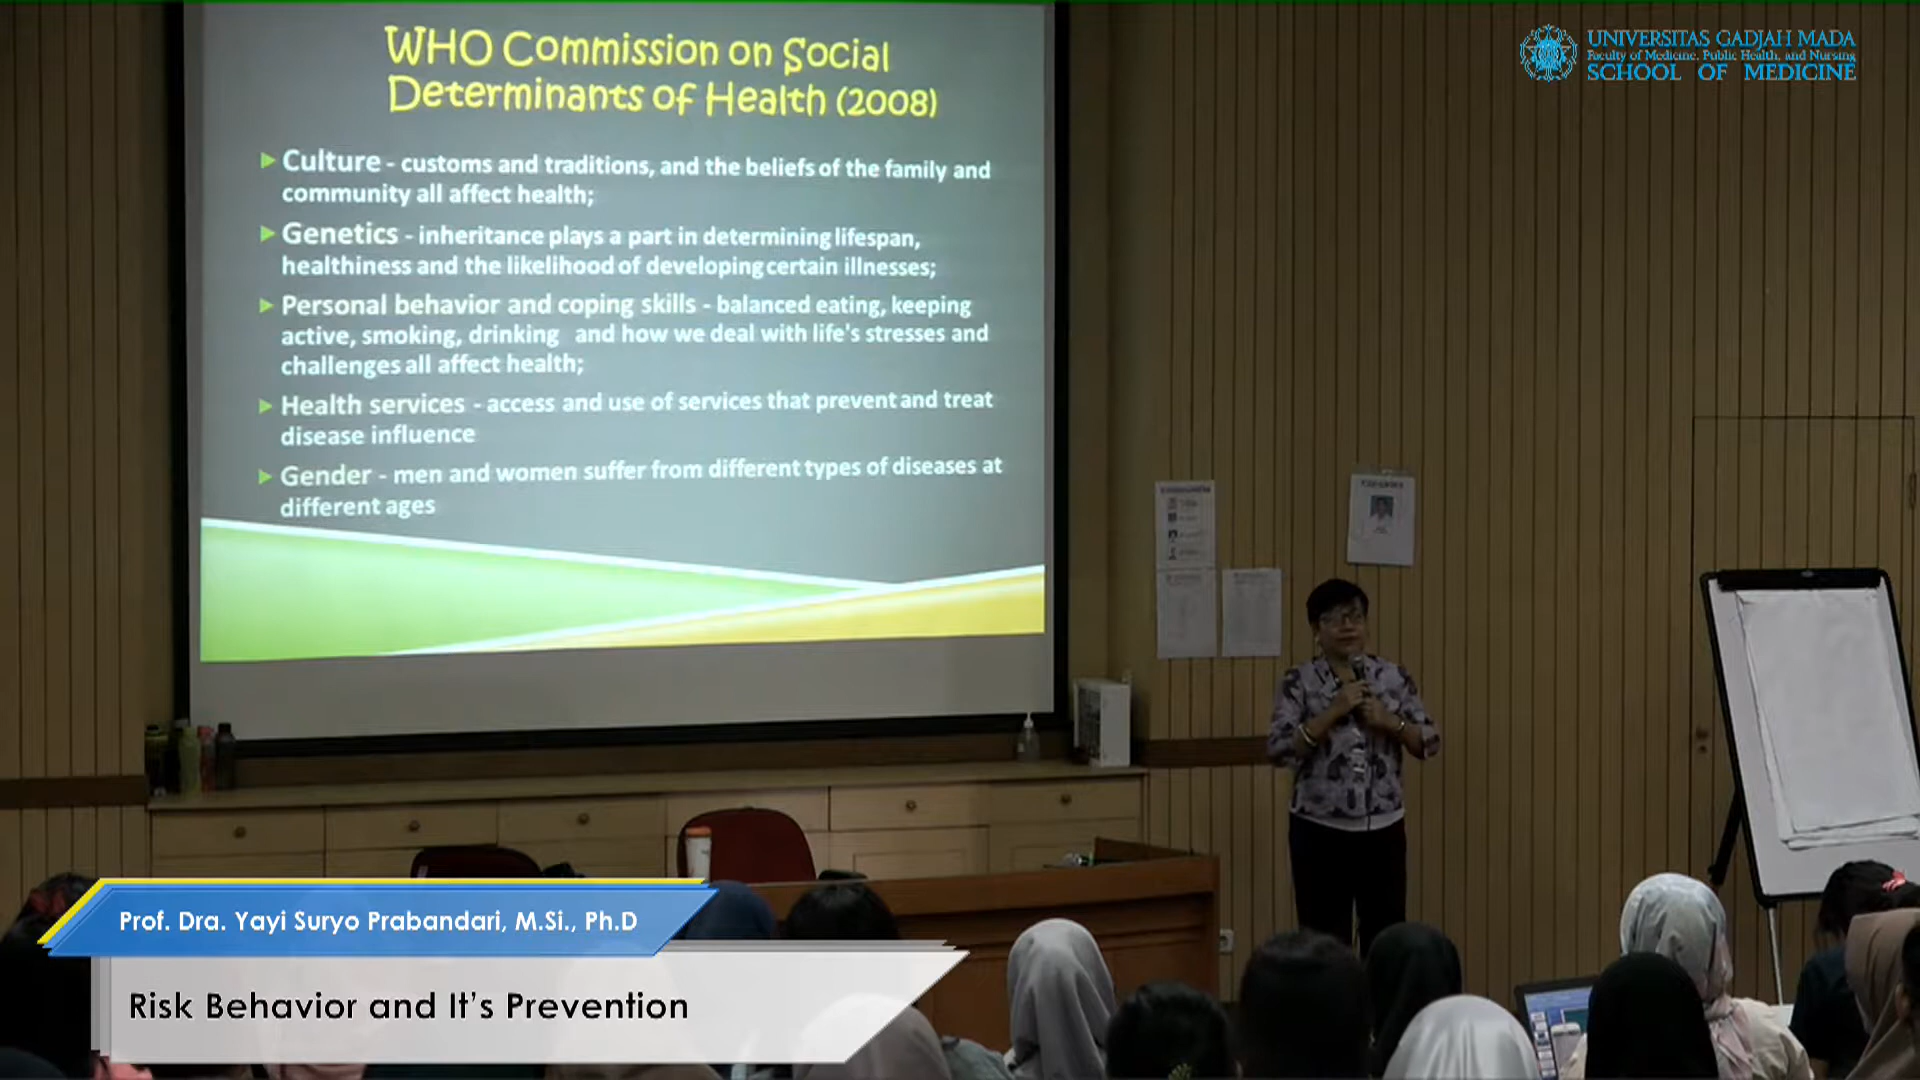 WHO Commission on Social
Determinants of Health (2008)
Culture - customs and traditions, and the beliefs of the family and
community all affect health;
Genetics - inheritance plays a part in determining lifespan,
healthiness and the likelihood of developing certain illnesses;
Personal behavior and coping skills - balanced eating, keeping
active, smoking, drinking and how we deal with life's stresses and
challenges all affect health;
Health services - access and use of services that prevent and treat
disease influence
Gender - men and women suffer from different types of diseases at
different ages
UNIVERSITAS GADJAH MADA
Faculty of Medicine, Public Health, and Nursing
SCHOOL OF MEDICINE
Prof. Dra. Yayi Suryo Prabandari, M.Si., Ph.D
Risk Behavior and It's Prevention